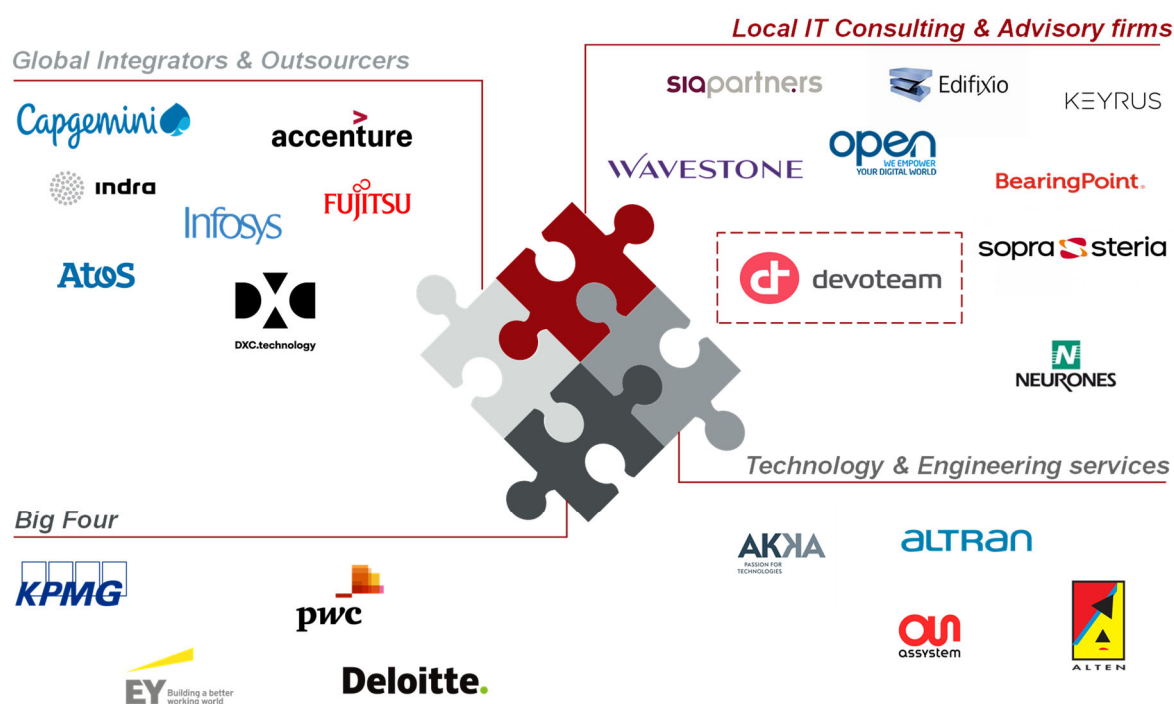 Global Integrators & Outsourcers
Capgemini
accenture
indra
Infosys
FUJITSU
Atos
DXC.technology
Local IT Consulting & Advisory firms
siapartners
Edifixio
KEYRUS
WAVESTONE
open
WE EMPOWER
YOUR DIGITAL WORLD
BearingPoint.
devoteam
sopra steria
N
NEURONES
Big Four
KPMG
pwc
EY
Building a better
working world
Deloitte.
Technology & Engineering services
AKKA
PASSION FOR
TECHNOLOGIES
ALTRAN
assystem
ALTEN